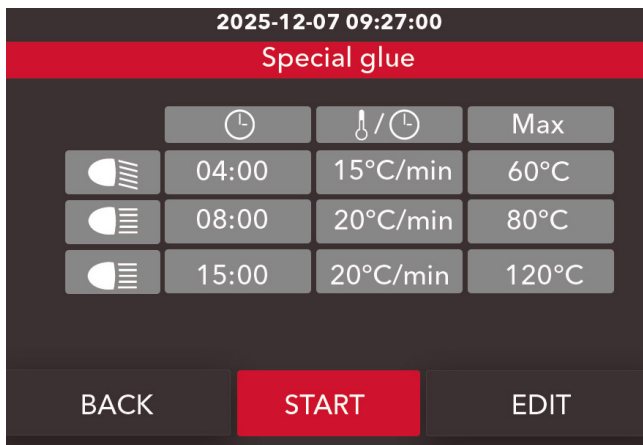 2025-12-07 09:27:00
Special glue
/ Max
04:00 15°C/min 60°C
08:00 20°C/min 80°C
15:00 20°C/min 120°C
BACK START EDIT